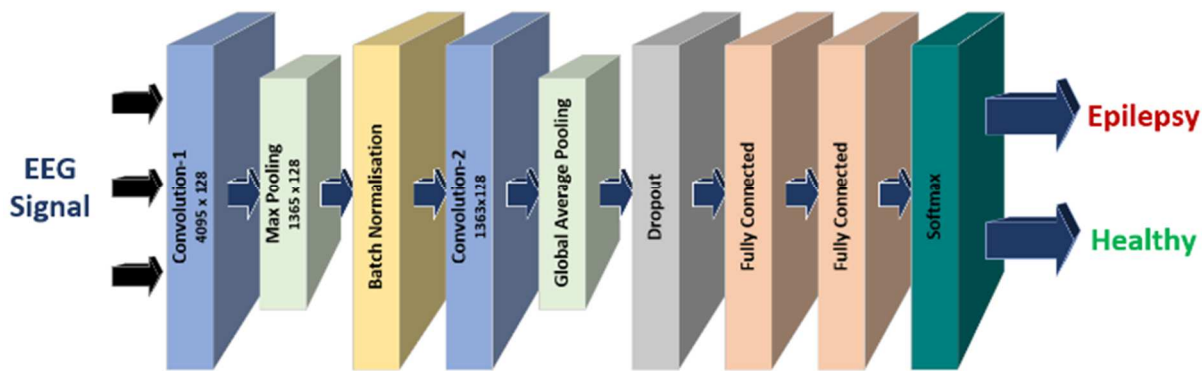 EEG
Signal
Convolution-1
4095 x 128
Max Pooling
1365 x 128
Batch Normalisation
Convolution-2
1363x128
Global Average Pooling
Dropout
Fully Connected
Fully Connected
Softmax
Epilepsy
Healthy